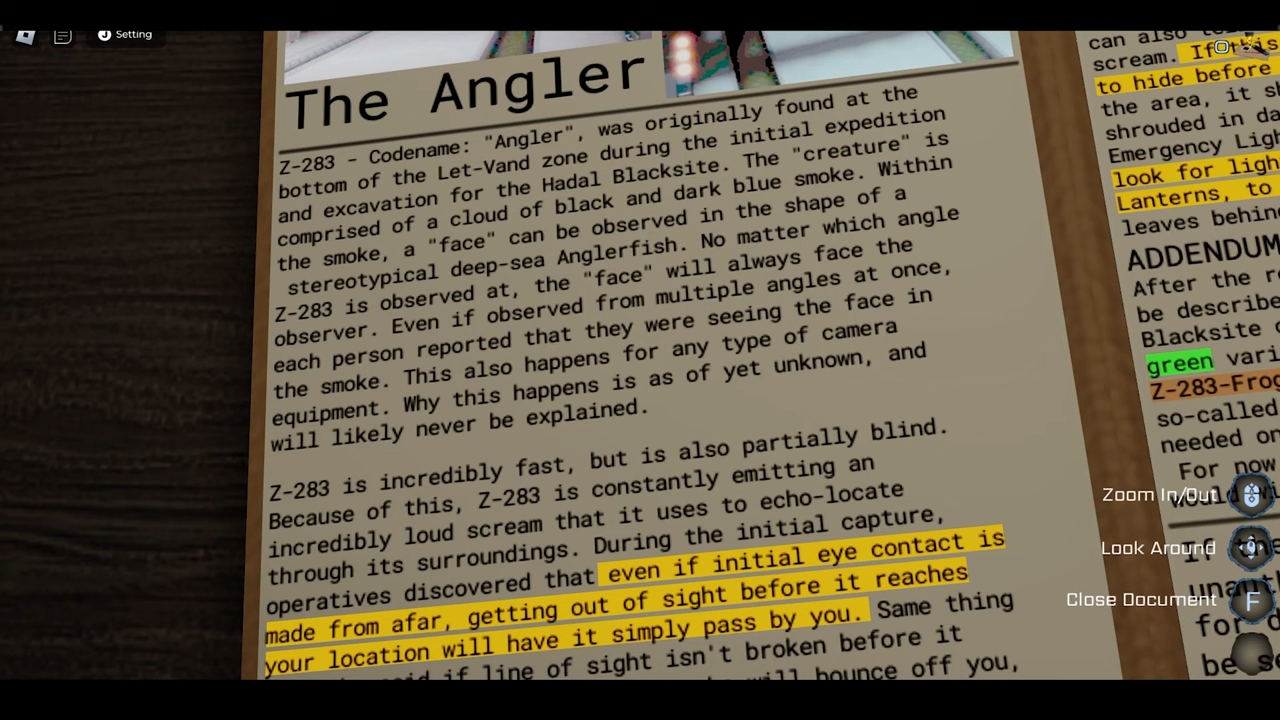 Setting
The Angler
Z-283 - Codename: "Angler", was originally found at the
bottom of the Let-Vand zone during the initial expedition
and excavation for the Hadal Blacksite. The "creature" is
comprised of a cloud of black and dark blue smoke. Within
the smoke, a "face" can be observed in the shape of a
stereotypical deep-sea Anglerfish. No matter which angle
Z-283 is observed at, the "face" will always face the
observer. Even if observed from multiple angles at once,
each person reported that they were seeing the face in
the smoke. This also happens for any type of camera
equipment. Why this happens is as of yet unknown, and
will likely never be explained.
Z-283 is incredibly fast, but is also partially blind.
Because of this, Z-283 is constantly emitting an
incredibly loud scream that it uses to echo-locate
through its surroundings. During the initial capture,
operatives discovered that even if initial eye contact is
made from afar, getting out of sight before it reaches
your location will have it simply pass by you. Same thing
if line of sight isn't broken before it
will bounce off you,
can also
scream. If this
to hide before
the area, it
shrouded in
Emergency
look for
Lanterns, to
leaves
ADDENDUM
After the
be
Blacksite
green
Z-283-Frog
so-called
needed
For now
If
for
be
Zoom In/Out
Look Around
Close Document F